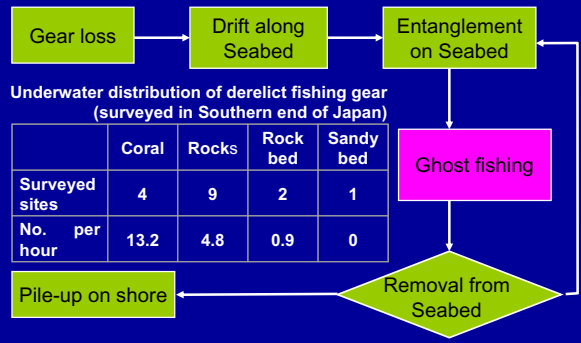 Gear loss
Drift along
Seabed
Entanglement
on Seabed
Underwater distribution of derelict fishing gear
(surveyed in Southern end of Japan)
Coral Rocks Rock bed Sandy bed
Surveyed sites 4 9 2 1
No. per hour 13.2 4.8 0.9 0
Ghost fishing
Removal from
Seabed
Pile-up on shore